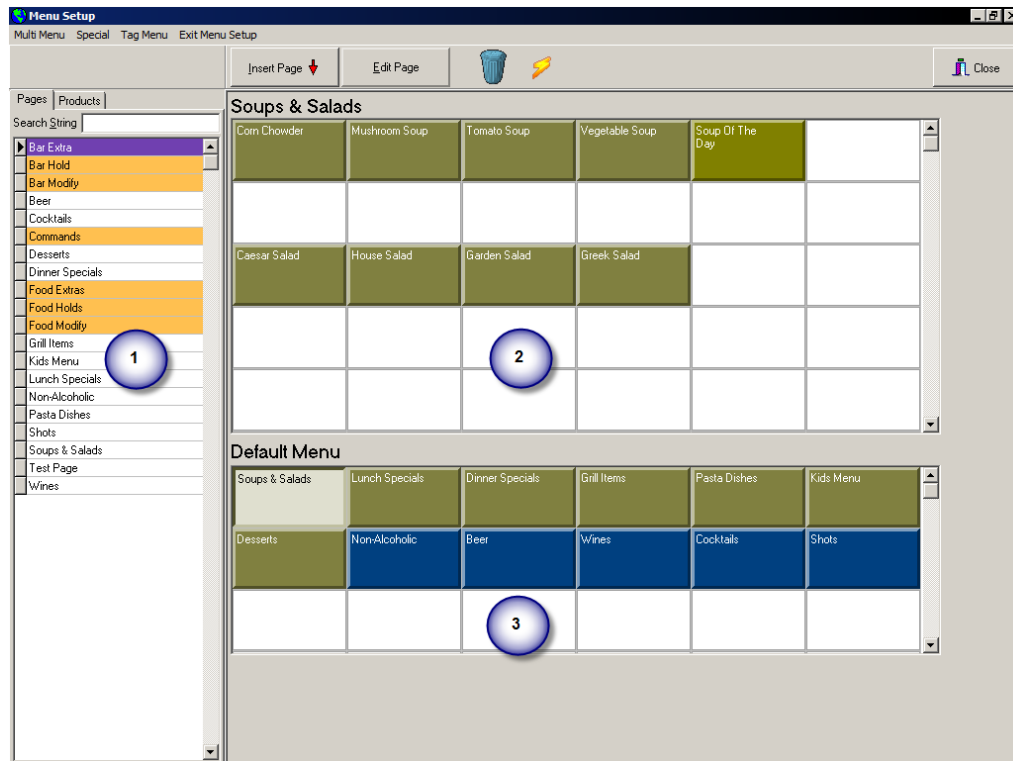 Menu Setup
Multi Menu Special Tag Menu Exit Menu Setup
Insert Page Edit Page Close
Pages Products
Search String
Bar Extra
Bar Hold
Bar Modify
Beer
Cocktails
Commands
Desserts
Dinner Specials
Food Extras
Food Holds
Food Modify
Grill Items
Kids Menu
Lunch Specials
Non-Alcoholic
Pasta Dishes
Shots
Soups & Salads
Test Page
Wines
1
Soups & Salads
Corn Chowder Mushroom Soup Tomato Soup Vegetable Soup Soup Of The
Day
Caesar Salad House Salad Garden Salad Greek Salad
2
Default Menu
Soups & Salads Lunch Specials Dinner Specials Grill Items Pasta Dishes Kids Menu
Desserts Non-Alcoholic Beer Wines Cocktails Shots
3